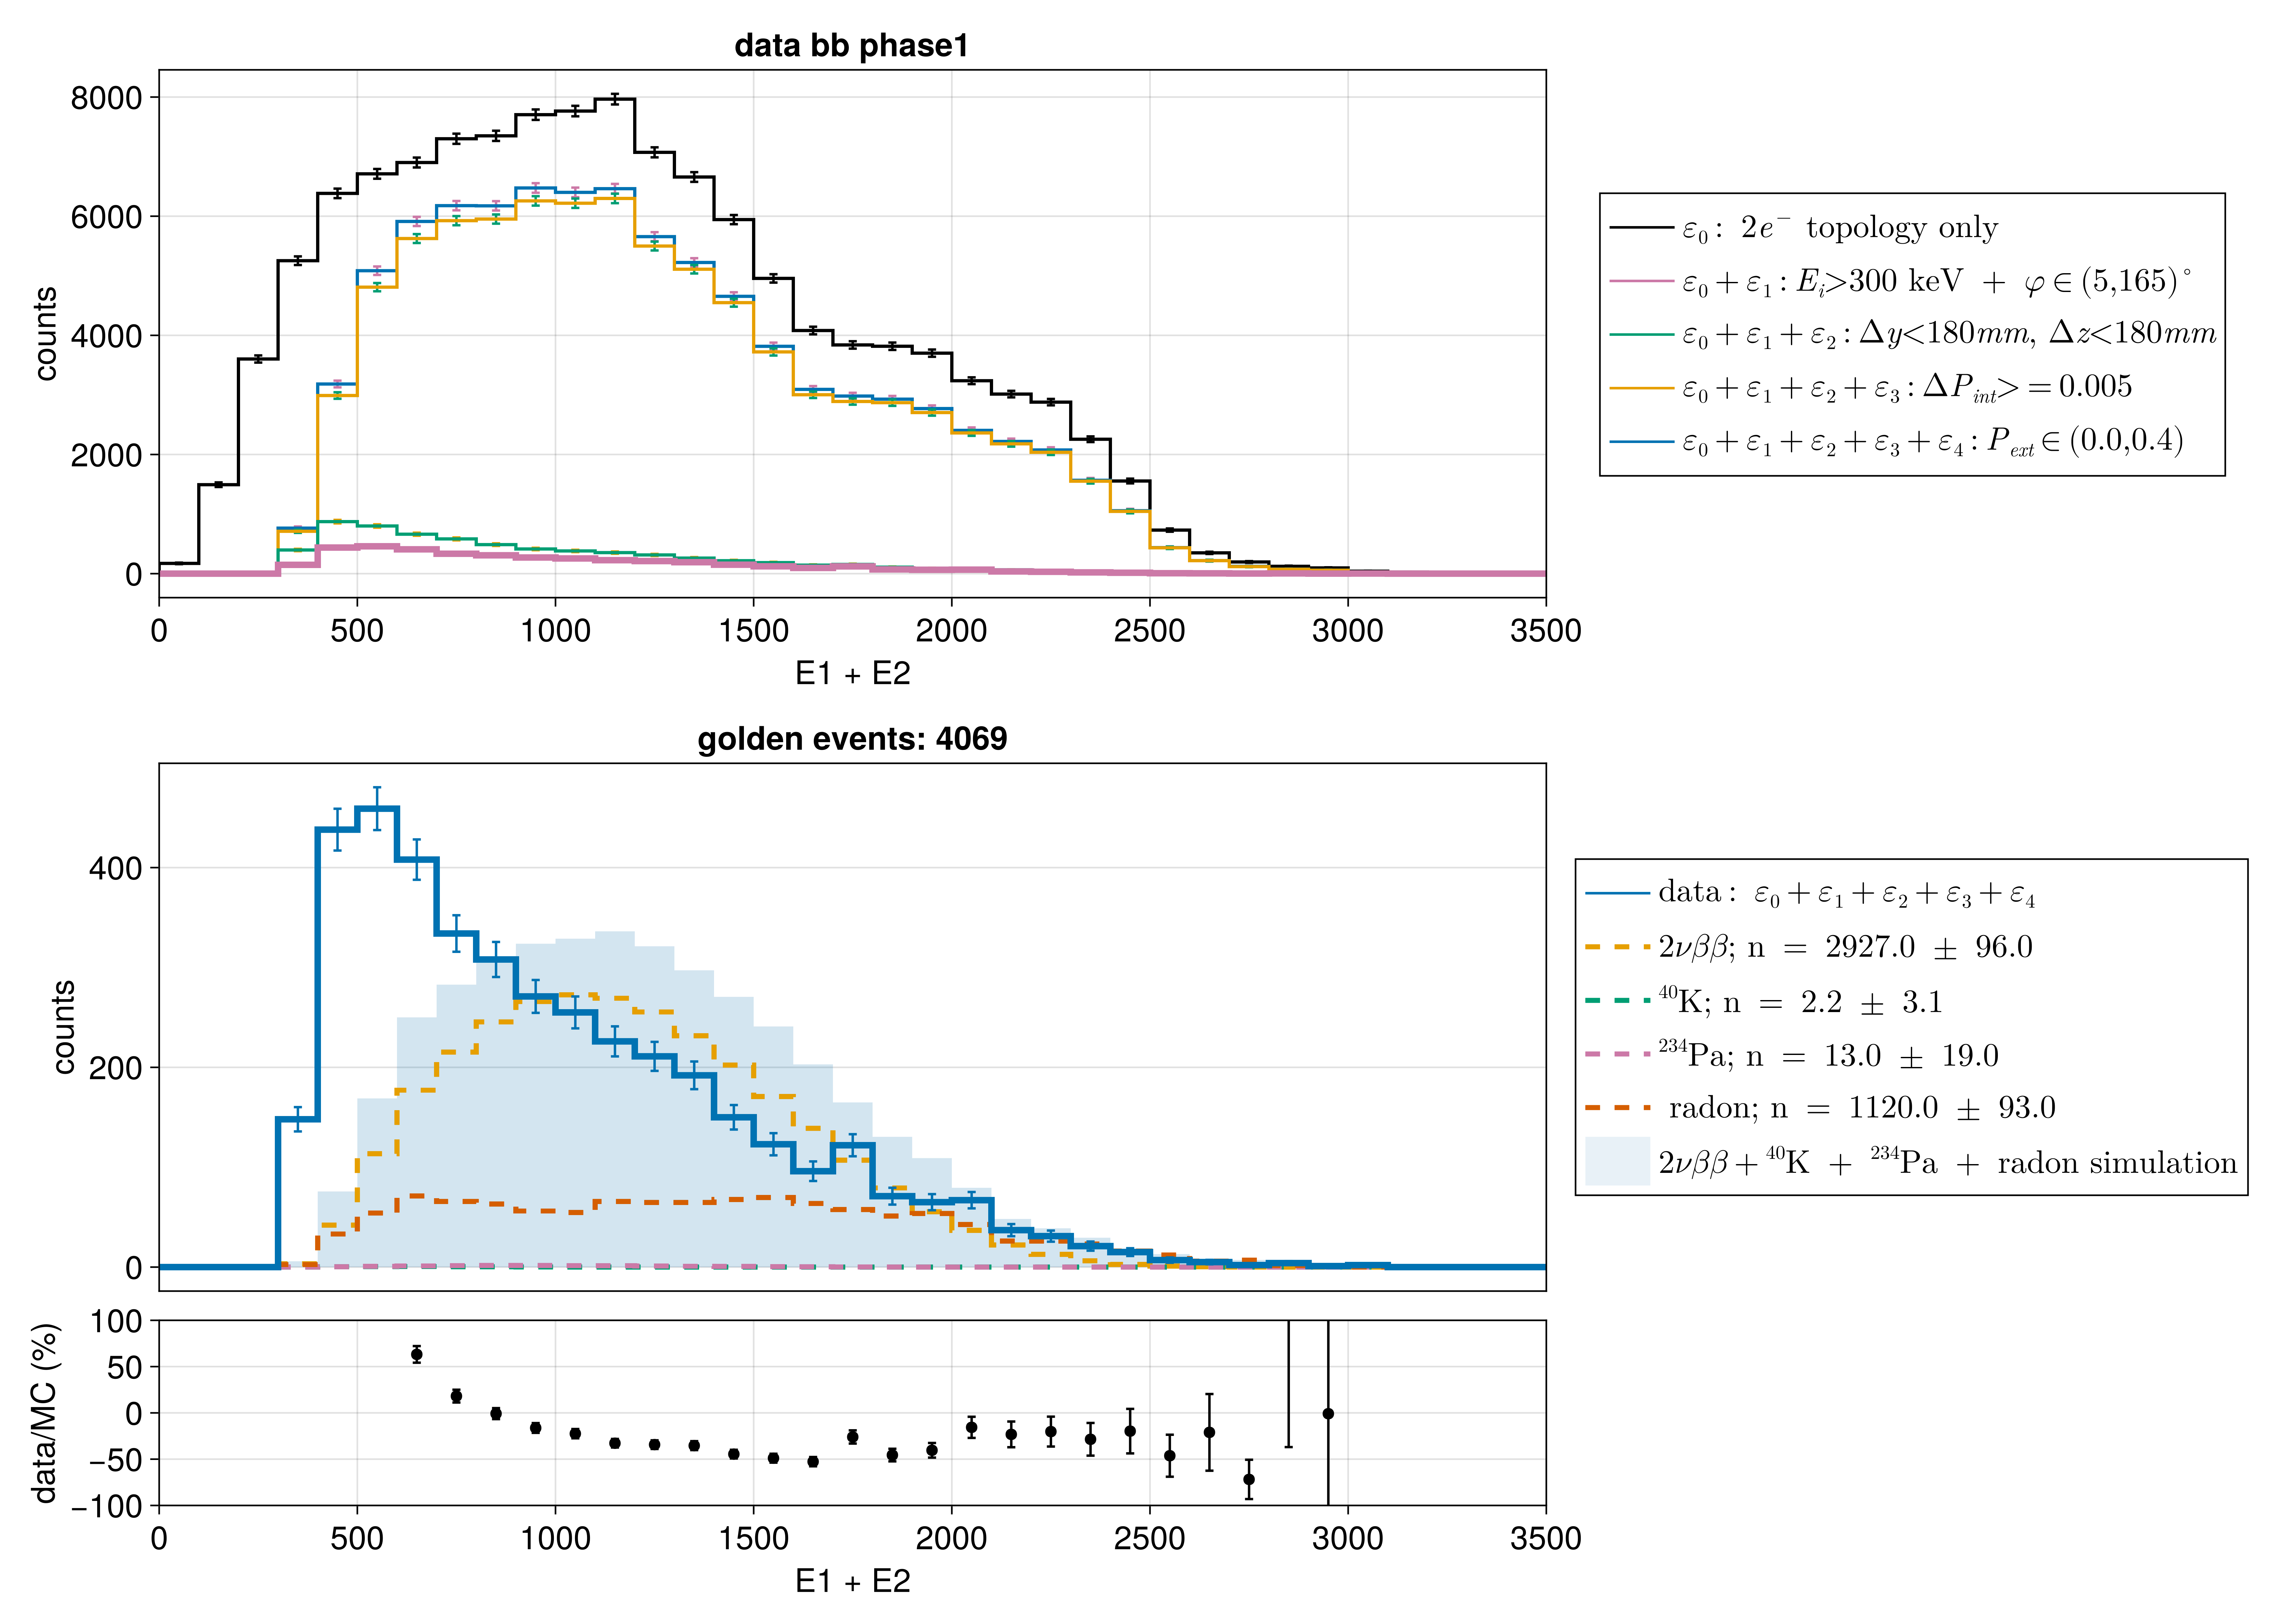 data bb phase1
8000
6000
4000
2000
0
counts
0 500 1000 1500 2000 2500 3000 3500
E1 + E2
ε₀ : 2e⁻ topology only
ε₀ + ε₁ : Eᵢ>300 keV + φ ∈ (5,165)°
ε₀ + ε₁ + ε₂ : Δy<180mm, Δz<180mm
ε₀ + ε₁ + ε₂ + ε₃ : ΔP_int> = 0.005
ε₀ + ε₁ + ε₂ + ε₃ + ε₄ : P_ext ∈ (0.0,0.4)
golden events: 4069
400
200
0
counts
data : ε₀ + ε₁ + ε₂ + ε₃ + ε₄
2νββ; n = 2927.0 ± 96.0
⁴⁰K; n = 2.2 ± 3.1
²³⁴Pa; n = 13.0 ± 19.0
radon; n = 1120.0 ± 93.0
2νββ + ⁴⁰K + ²³⁴Pa + radon simulation
100
50
0
−50
−100
data/MC (%)
0 500 1000 1500 2000 2500 3000 3500
E1 + E2